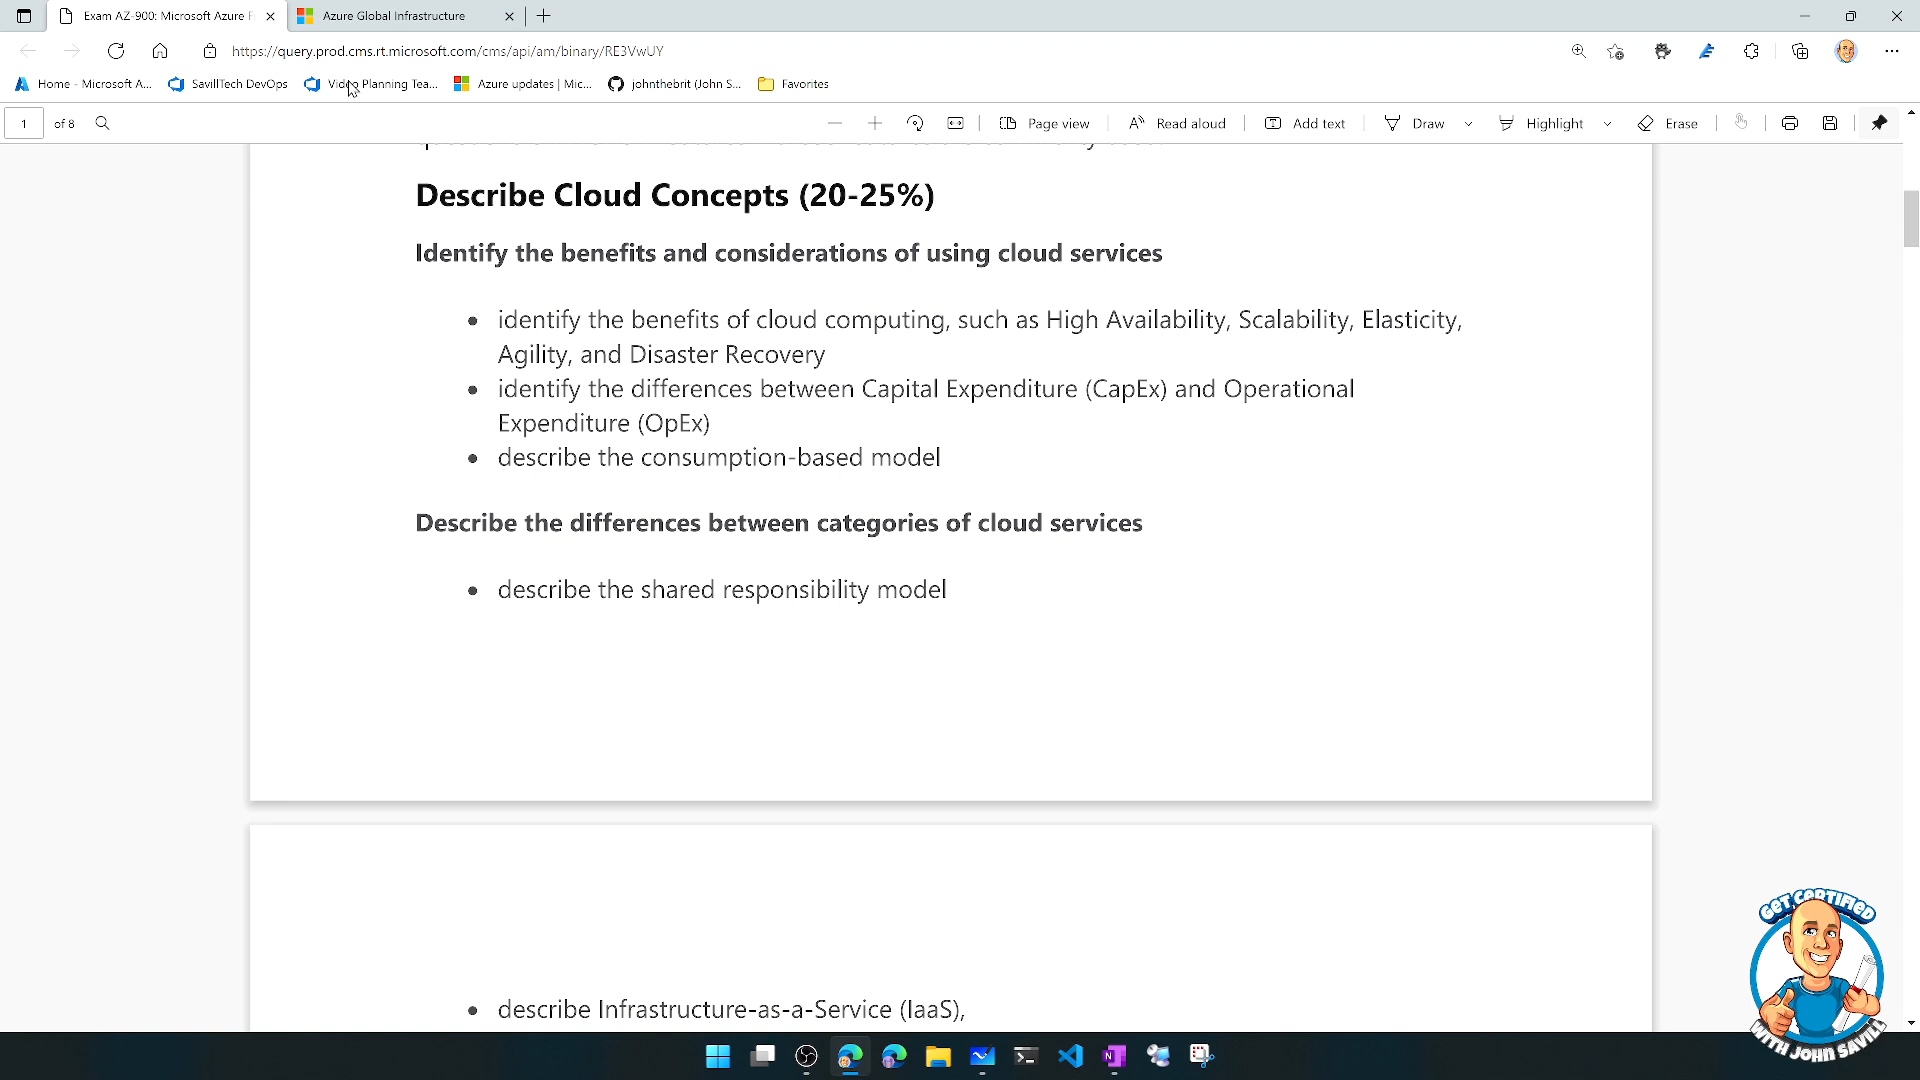 Exam AZ-900: Microsoft Azure F
Azure Global Infrastructure
https://query.prod.cms.rt.microsoft.com/cms/api/am/binary/RE3VwUY
Home - Microsoft A...
SavillTech DevOps
Video Planning Tea...
Azure updates | Mic...
johnthebrit (John S...
Favorites
1 of 8
Page view
Read aloud
Add text
Draw
Highlight
Erase
Describe Cloud Concepts (20-25%)
Identify the benefits and considerations of using cloud services
• identify the benefits of cloud computing, such as High Availability, Scalability, Elasticity,
Agility, and Disaster Recovery
• identify the differences between Capital Expenditure (CapEx) and Operational
Expenditure (OpEx)
• describe the consumption-based model
Describe the differences between categories of cloud services
• describe the shared responsibility model
• describe Infrastructure-as-a-Service (IaaS),
GET CERTIFIED
WITH JOHN SAVILL